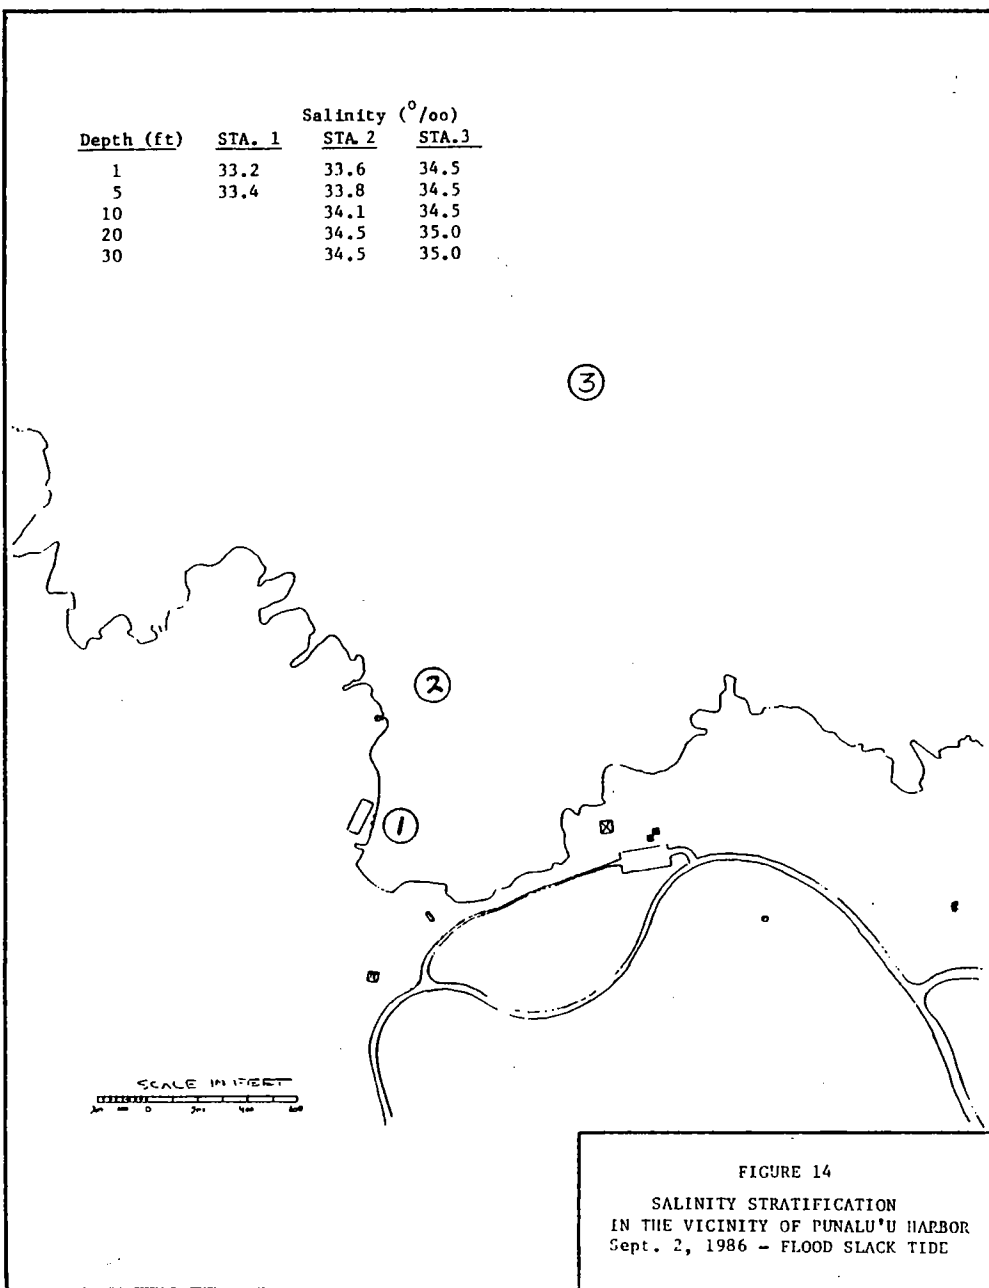 Salinity (⁰/oo)
Depth (ft) STA. 1 STA. 2 STA.3
1 33.2 33.6 34.5
5 33.4 33.8 34.5
10 34.1 34.5
20 34.5 35.0
30 34.5 35.0
3
2
1
SCALE IN FEET
0 200 400 600
FIGURE 14
SALINITY STRATIFICATION
IN THE VICINITY OF PUNALU'U HARBOR
Sept. 2, 1986 - FLOOD SLACK TIDE